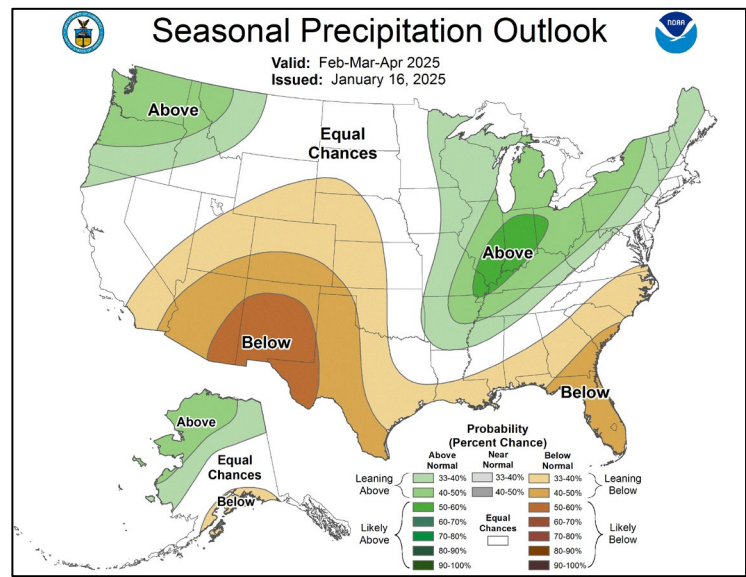 Seasonal Precipitation Outlook
NOAA
Valid: Feb-Mar-Apr 2025
Issued: January 16, 2025
Above
Equal
Chances
Above
Below
Below
Above
Equal
Chances
Below
Probability
(Percent Chance)
Above Normal
Near Normal
Below Normal
Leaning Above
33-40%
40-50%
Likely Above
50-60%
60-70%
70-80%
80-90%
90-100%
33-40%
40-50%
Equal Chances
33-40%
40-50%
Leaning Below
50-60%
60-70%
70-80%
80-90%
90-100%
Likely Below